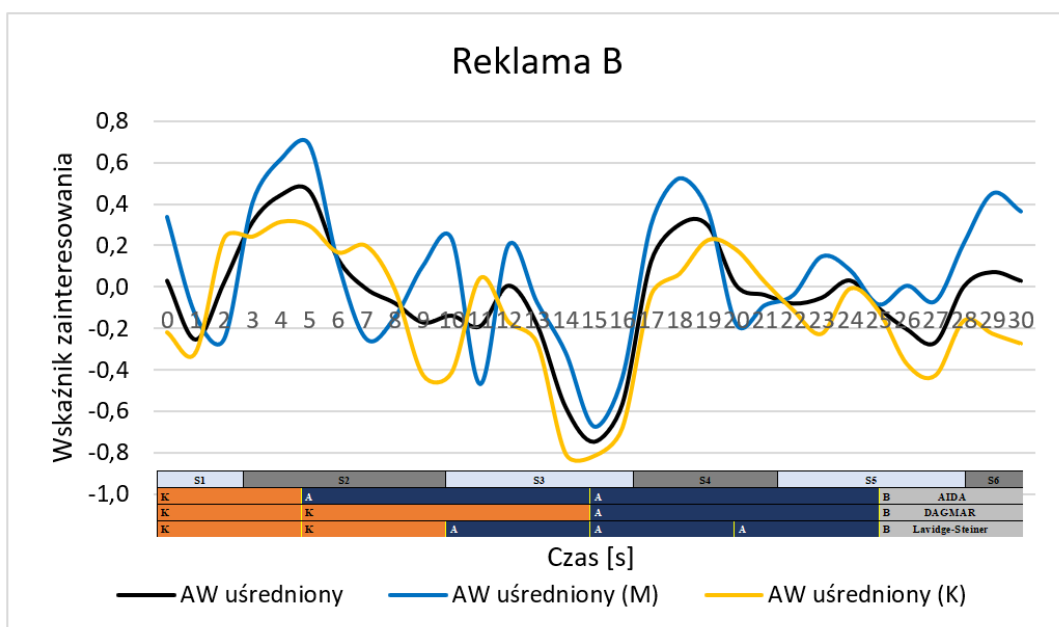 Reklama B
Wskaźnik zainteresowania
0,8
0,6
0,4
0,2
0,0
-0,2
-0,4
-0,6
-0,8
-1,0
0 1 2 3 4 5 6 7 8 9 10 11 12 13 14 15 16 17 18 19 20 21 22 23 24 25 26 27 28 29 30
S1 S2 S3 S4 S5 S6
K A A B AIDA
K K A B DAGMAR
K K A A A B Lavidge-Steiner
Czas [s]
AW uśredniony AW uśredniony (M) AW uśredniony (K)